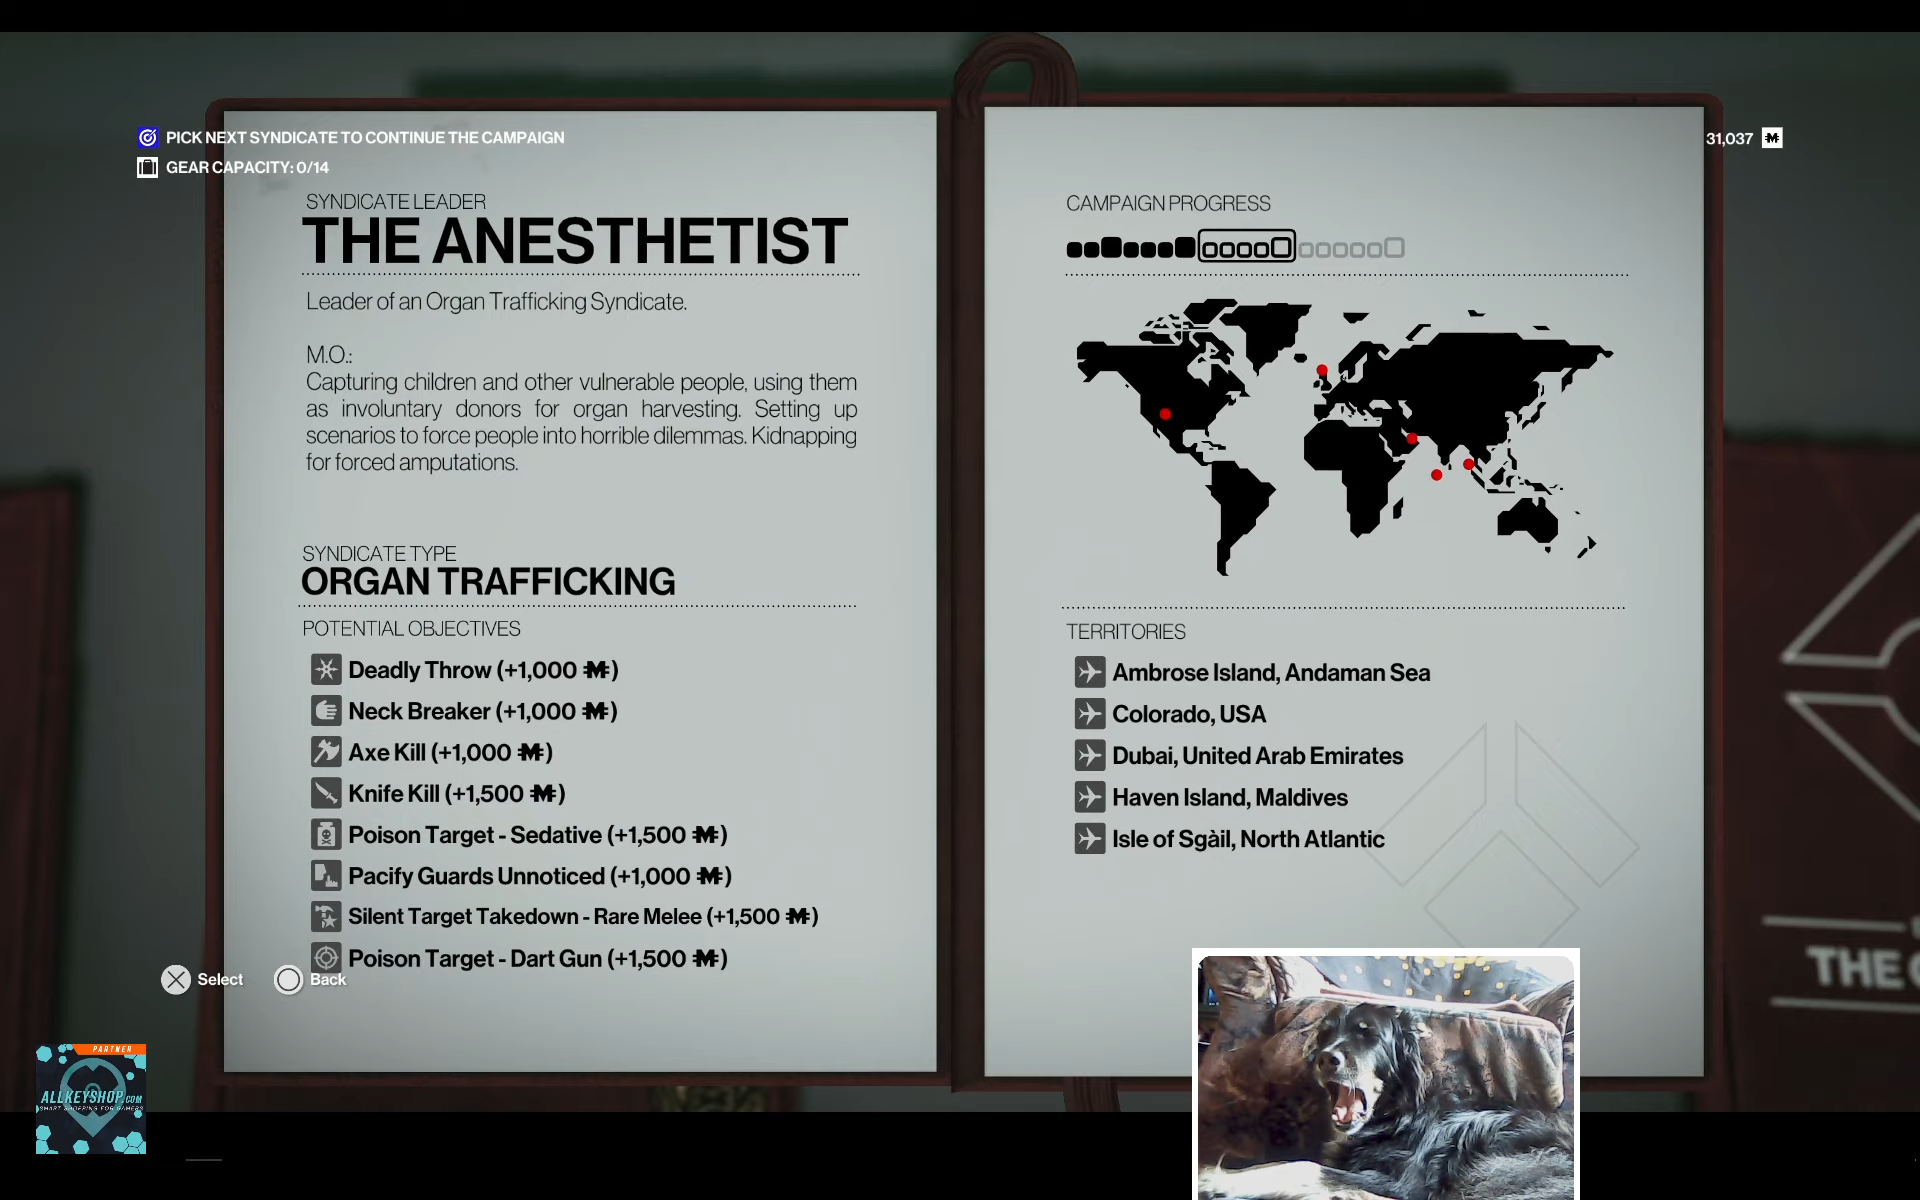 PICK NEXT SYNDICATE TO CONTINUE THE CAMPAIGN
GEAR CAPACITY: 0/14
31,037
SYNDICATE LEADER
THE ANESTHETIST
Leader of an Organ Trafficking Syndicate.
M.O.:
Capturing children and other vulnerable people, using them
as involuntary donors for organ harvesting. Setting up
scenarios to force people into horrible dilemmas. Kidnapping
for forced amputations.
SYNDICATE TYPE
ORGAN TRAFFICKING
POTENTIAL OBJECTIVES
Deadly Throw (+1,000 )
Neck Breaker (+1,000 )
Axe Kill (+1,000 )
Knife Kill (+1,500 )
Poison Target - Sedative (+1,500 )
Pacify Guards Unnoticed (+1,000 )
Silent Target Takedown - Rare Melee (+1,500 )
Poison Target - Dart Gun (+1,500 )
Select
Back
CAMPAIGN PROGRESS
TERRITORIES
Ambrose Island, Andaman Sea
Colorado, USA
Dubai, United Arab Emirates
Haven Island, Maldives
Isle of Sgàil, North Atlantic
THE
PARTNER
ALLKEYSHOP.COM
SMART SHOPPING FOR GAMERS